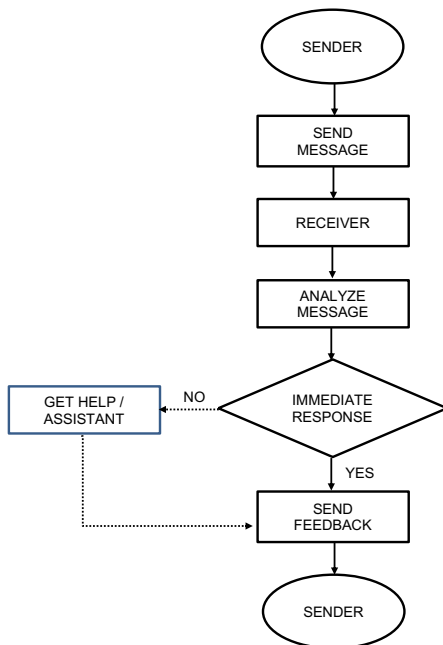 SENDER
SEND
MESSAGE
RECEIVER
ANALYZE
MESSAGE
IMMEDIATE
RESPONSE
NO
GET HELP /
ASSISTANT
YES
SEND
FEEDBACK
SENDER